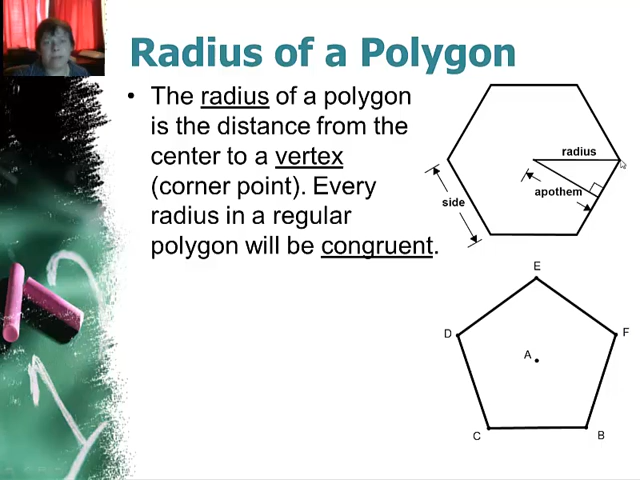 Radius of a Polygon
• The radius of a polygon
is the distance from the
center to a vertex
(corner point). Every
radius in a regular
polygon will be congruent.
radius
apothem
side
E
D
F
A
C
B